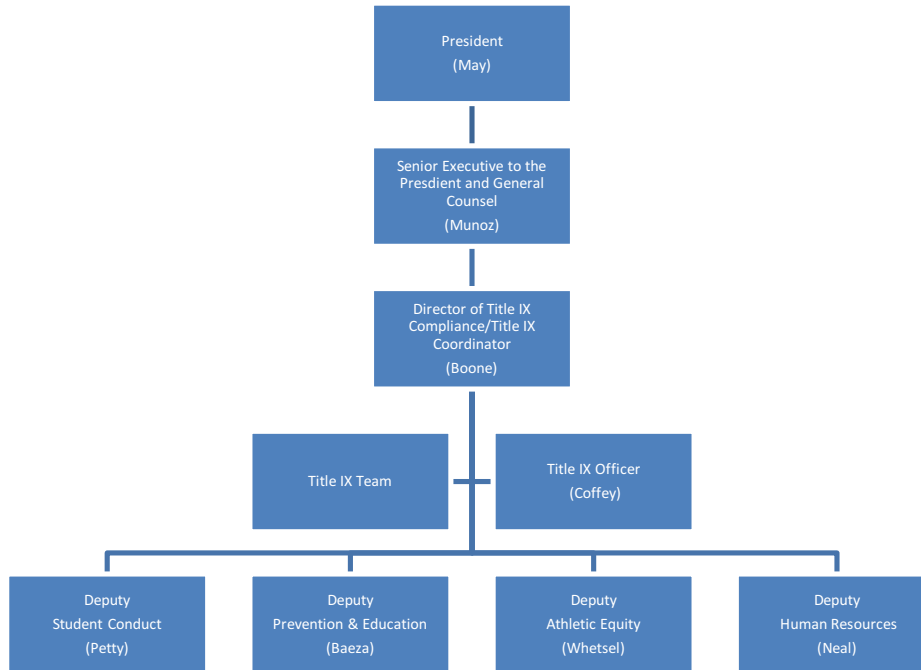 President
(May)
Senior Executive to the
Presdient and General
Counsel
(Munoz)
Director of Title IX
Compliance/Title IX
Coordinator
(Boone)
Title IX Team
Title IX Officer
(Coffey)
Deputy
Student Conduct
(Petty)
Deputy
Prevention & Education
(Baeza)
Deputy
Athletic Equity
(Whetsel)
Deputy
Human Resources
(Neal)